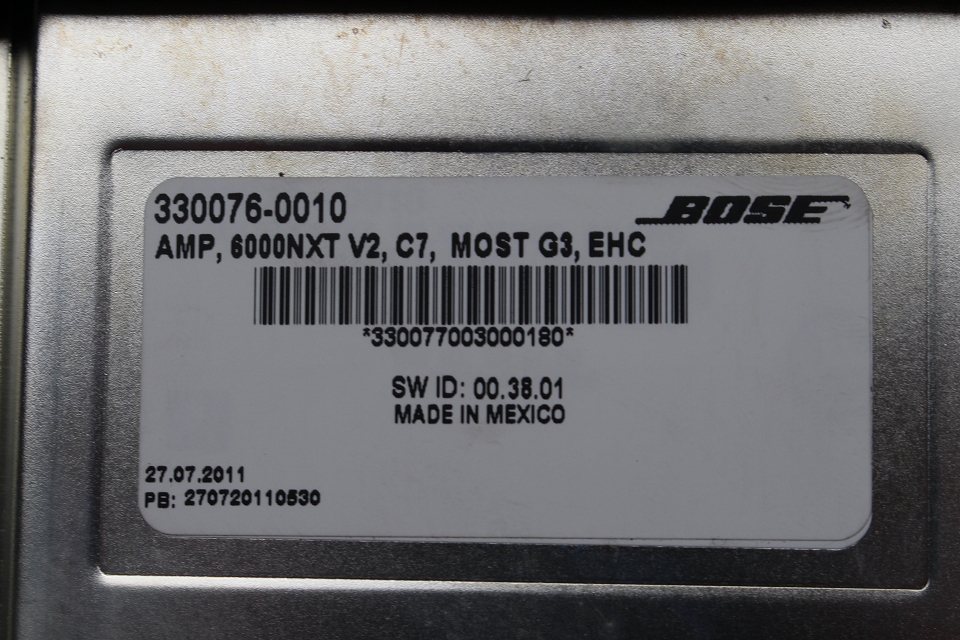 330076-0010
BOSE
AMP, 6000NXT V2, C7, MOST G3, EHC
*330077003000180*
SW ID: 00.38.01
MADE IN MEXICO
27.07.2011
PB: 270720110530